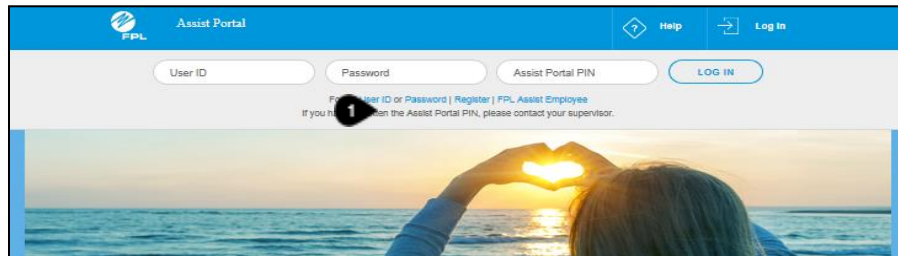 FPL
Assist Portal
? Help
Log In
User ID
Password
Assist Portal PIN
LOG IN
User ID or Password | Register | FPL Assist Employee
If you 1 the Assist Portal PIN, please contact your supervisor.